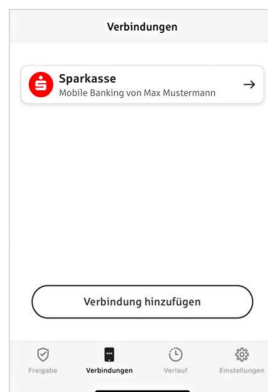 Verbindungen
Sparkasse
Mobile Banking von Max Mustermann
Verbindung hinzufügen
Freigabe
Verbindungen
Verlauf
Einstellungen